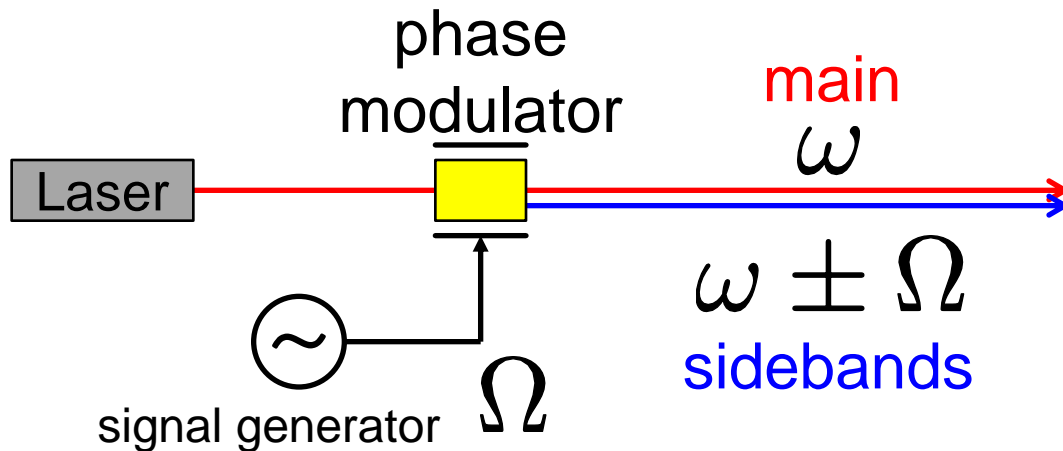 phase
modulator
main
ω
Laser
~
ω ± Ω
sidebands
Ω
signal generator